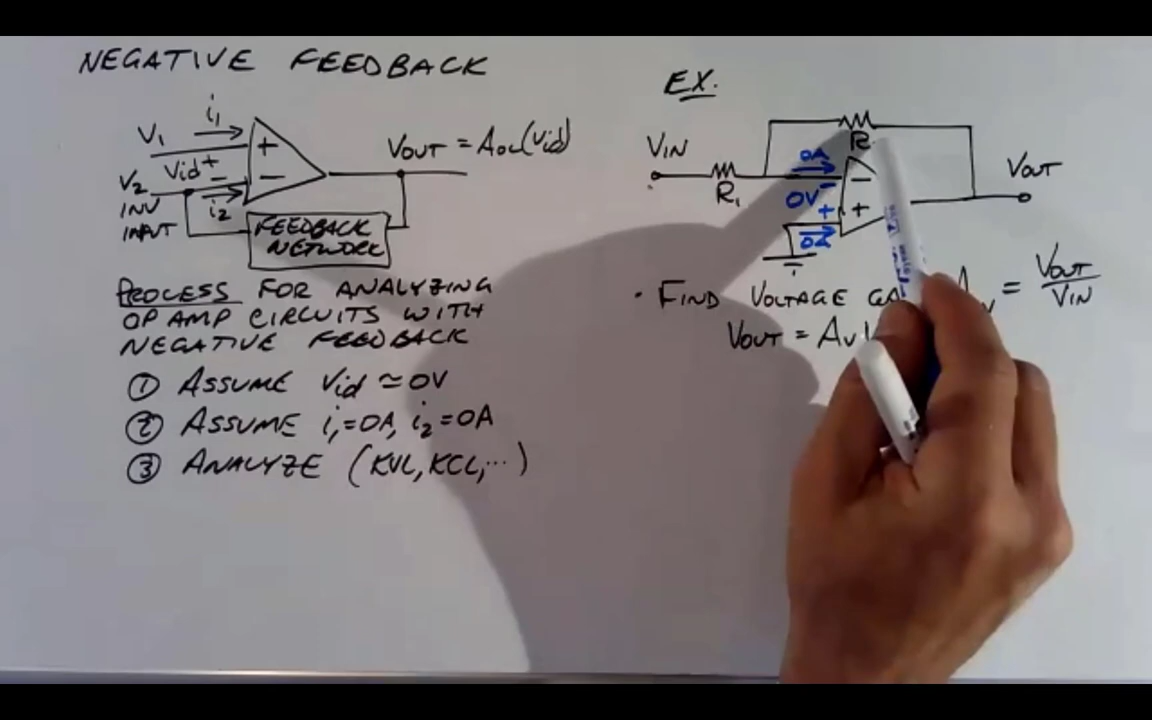 NEGATIVE FEEDBACK
i1
V1
+
Vid +
-
V2
-
INV
INPUT
i2
VOUT = AOL(Vid)
FEEDBACK
NETWORK
PROCESS FOR ANALYZING
OP AMP CIRCUITS WITH
NEGATIVE FEEDBACK
① ASSUME Vid ≃ 0V
② ASSUME i1=0A, i2=0A
③ ANALYZE (KVL, KCL, ...)
EX.
R
VIN
0A
R1
0V
-
-
+
+
0A
VOUT
• FIND VOLTAGE = VOUT/VIN
VOUT = AV